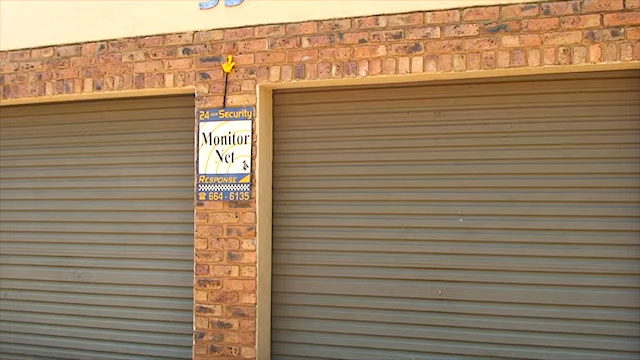 24 Security
Monitor
Net
RESPONSE
☎ 664-6135